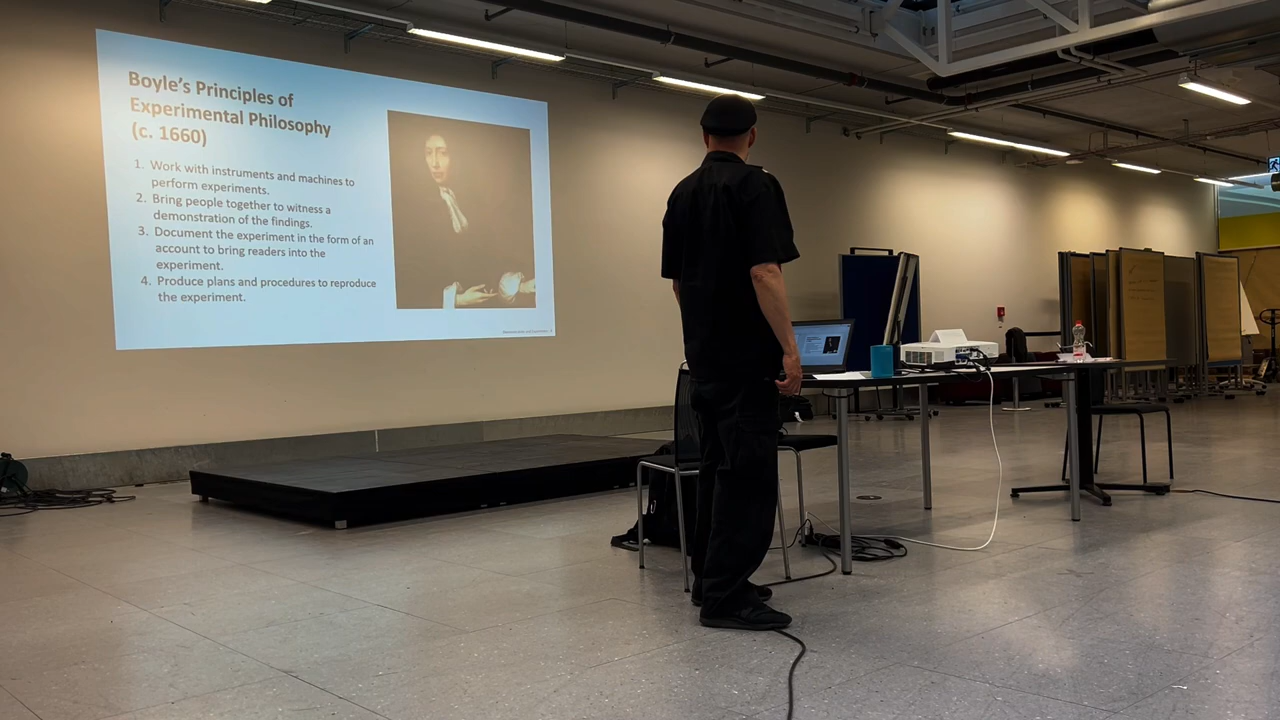 Boyle's Principles of
Experimental Philosophy
(c. 1660)
1. Work with instruments and machines to
perform experiments.
2. Bring people together to witness a
demonstration of the findings.
3. Document the experiment in the form of an
account to bring readers into the
experiment.
4. Produce plans and procedures to reproduce
the experiment.